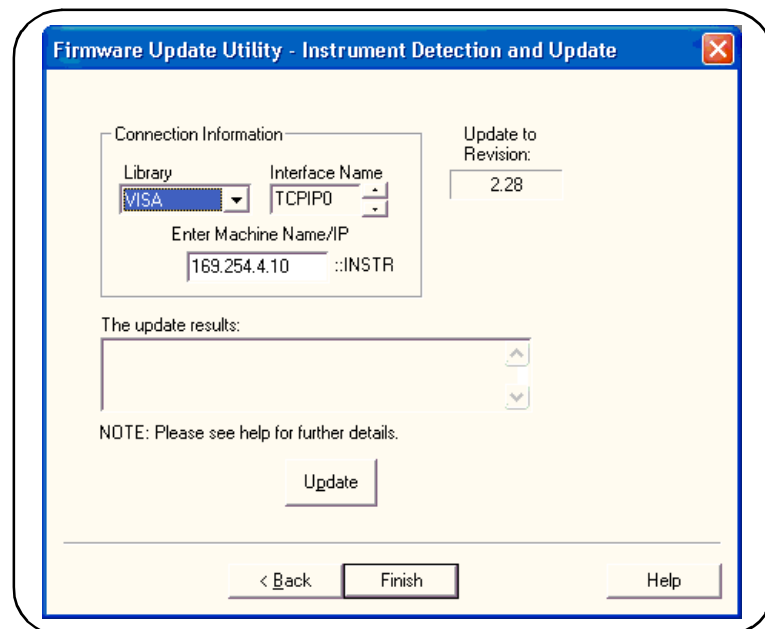 Firmware Update Utility - Instrument Detection and Update
Connection Information
Library
Interface Name
VISA
TCPIP0
Enter Machine Name/IP
169.254.4.10 ::INSTR
Update to
Revision:
2.28
The update results:
NOTE: Please see help for further details.
Update
< Back
Finish
Help